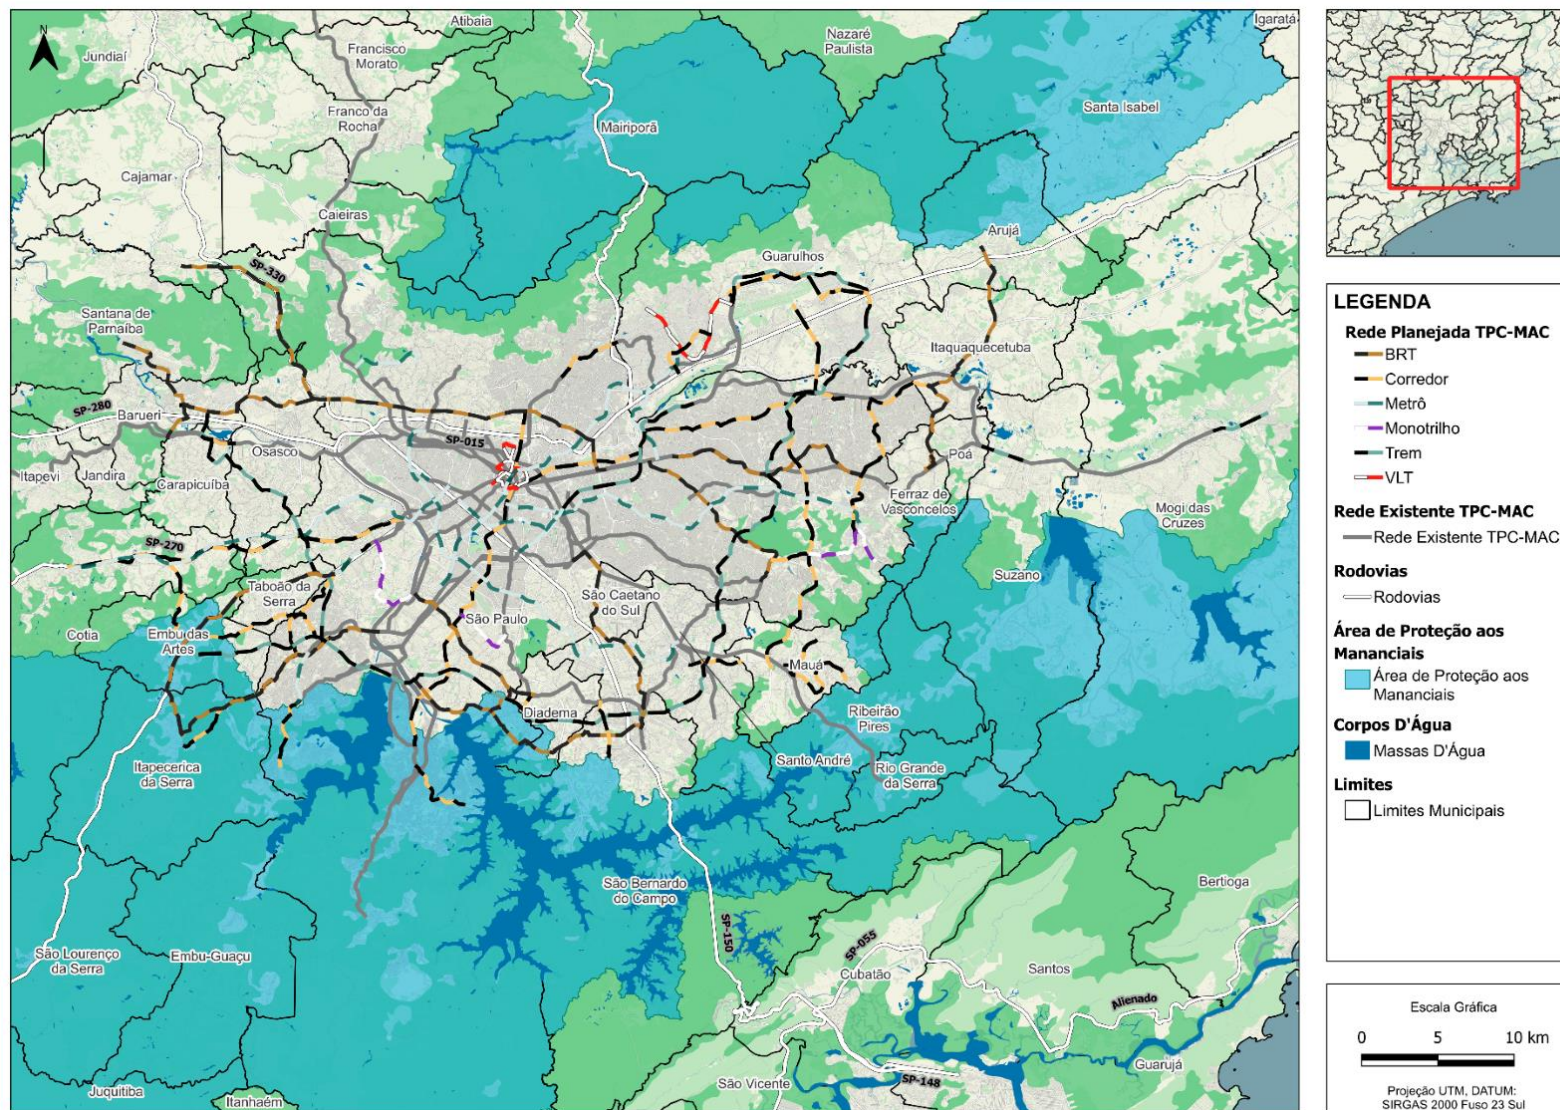 N
Jundiaí
Atibaia
Francisco
Morato
Nazaré
Paulista
Igaratá
Franco da
Rocha
Mairiporã
Santa Isabel
Cajamar
Caieiras
Arujá
Guarulhos
SP-330
Santana de
Parnaíba
Itaquaquecetuba
SP-280
Barueri
SP-015
Osasco
Itapevi
Jandira
Carapicuíba
Poá
Ferraz de
Vasconcelos
Mogi das
Cruzes
SP-270
Suzano
Taboão da
Serra
São Caetano
do Sul
São Paulo
Cotia
Embu das
Artes
Mauá
Diadema
Ribeirão
Pires
Santo André
Rio Grande
da Serra
Itapecerica
da Serra
São Bernardo
do Campo
Bertioga
SP-150
SP-055
São Lourenço
da Serra
Embu-Guaçu
Cubatão
Santos
Alienado
Guarujá
SP-148
São Vicente
Juquitiba
Itanhaém
LEGENDA
Rede Planejada TPC-MAC
BRT
Corredor
Metrô
Monotrilho
Trem
VLT
Rede Existente TPC-MAC
Rede Existente TPC-MAC
Rodovias
Rodovias
Área de Proteção aos
Mananciais
Área de Proteção aos
Mananciais
Corpos D'Água
Massas D'Água
Limites
Limites Municipais
Escala Gráfica
0 5 10 km
Projeção UTM, DATUM:
SIRGAS 2000 Fuso 23 Sul